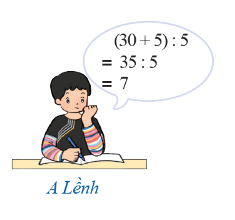 (30 + 5) : 5
= 35 : 5
= 7
A Lềnh